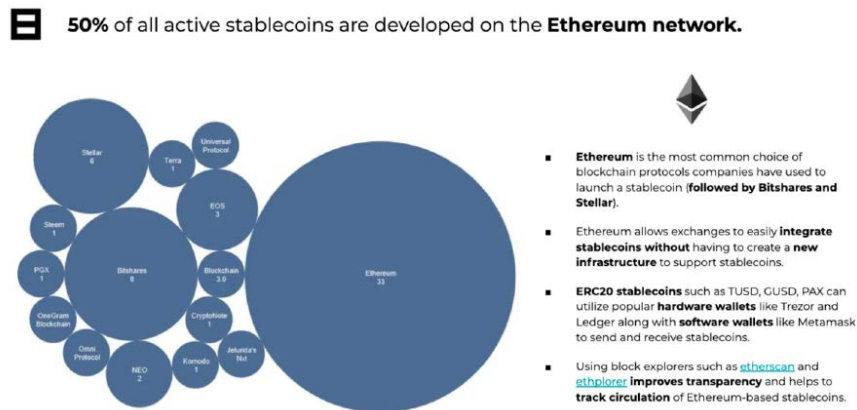 50% of all active stablecoins are developed on the Ethereum network.
Stellar
6
Terra
1
Universal
Protocol
EOS
3
Steem
1
PGX
1
Bitshares
8
Blockchain
3.0
Ethereum
33
OneGram
Blockchain
CryptoNote
1
Omni
Protocol
NEO
2
Komodo
1
Jelurida's
Nxt
Ethereum is the most common choice of
blockchain protocols companies have used to
launch a stablecoin (followed by Bitshares and
Stellar).
Ethereum allows exchanges to easily integrate
stablecoins without having to create a new
infrastructure to support stablecoins.
ERC20 stablecoins such as TUSD, GUSD, PAX can
utilize popular hardware wallets like Trezor and
Ledger along with software wallets like Metamask
to send and receive stablecoins.
Using block explorers such as etherscan and
ethplorer improves transparency and helps to
track circulation of Ethereum-based stablecoins.